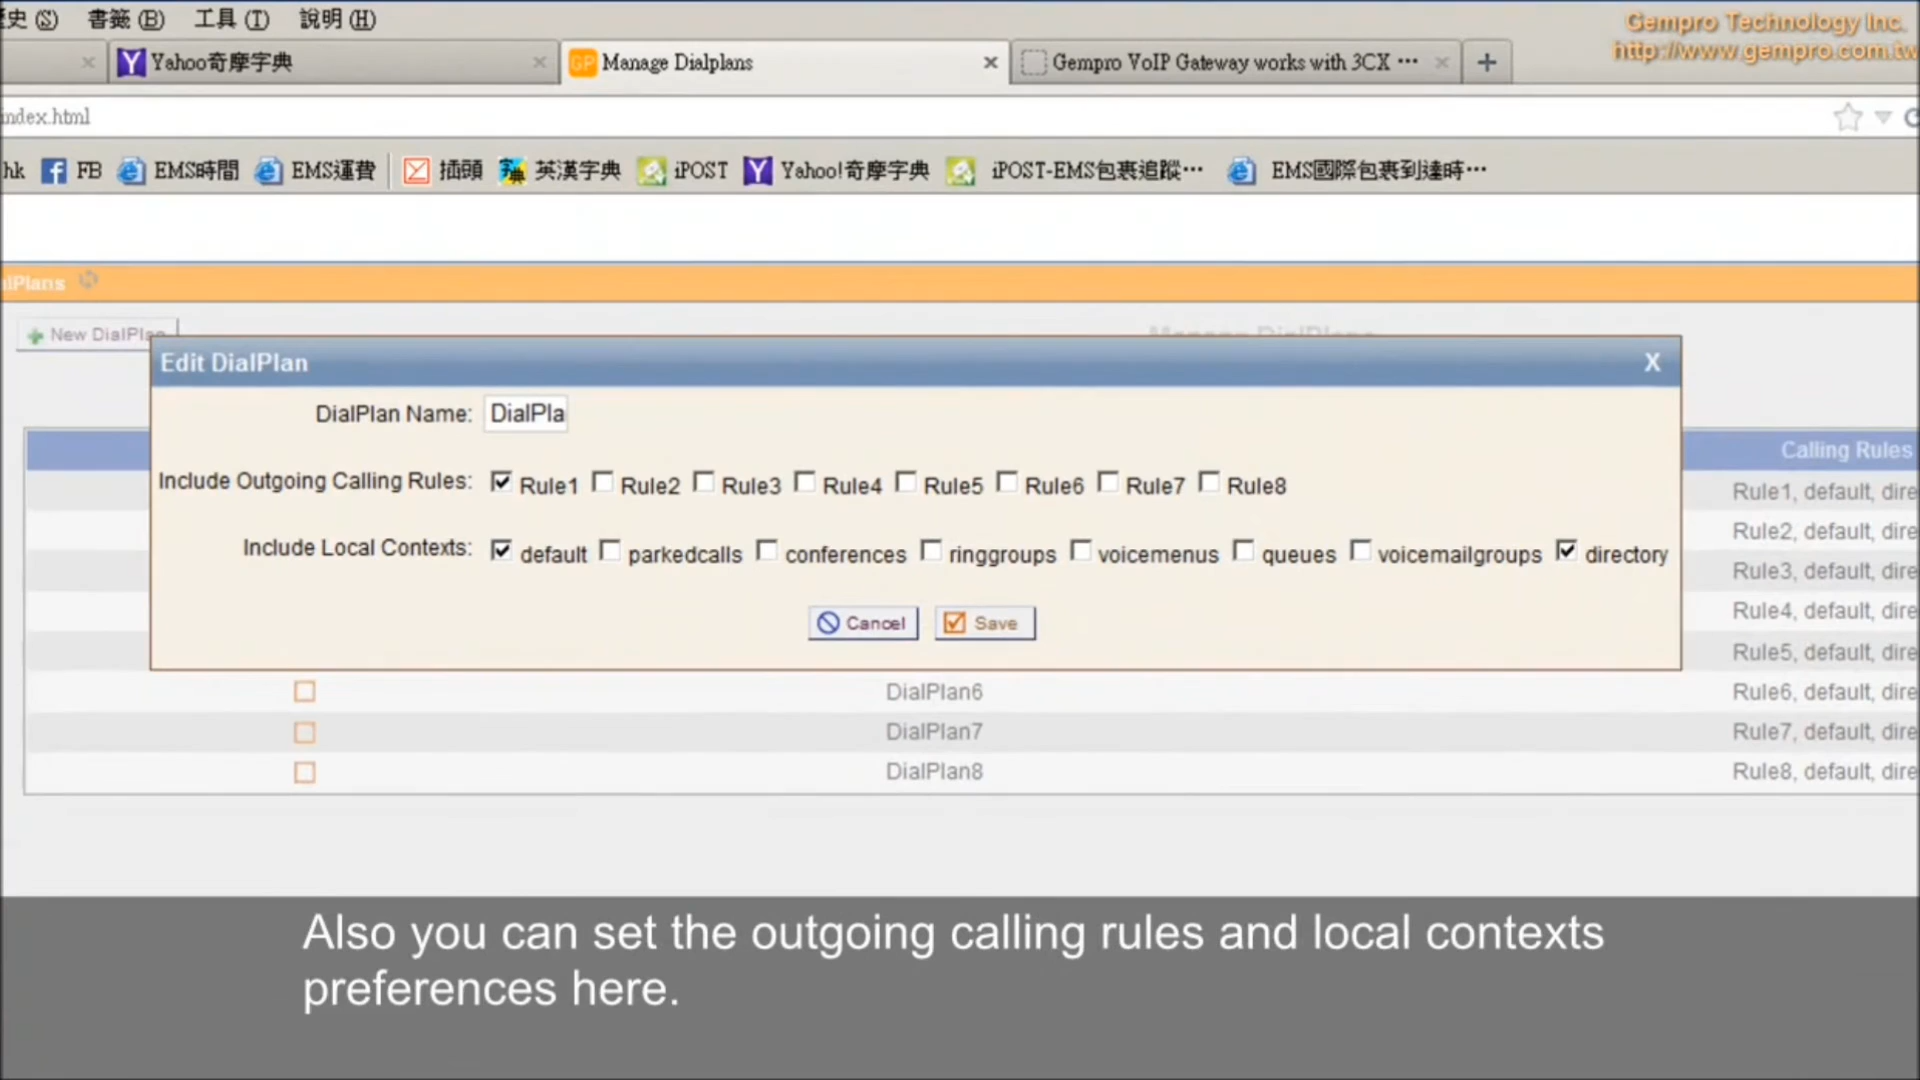 史 (S) 書籤 (B) 工具 (T) 說明 (H)
Gempro Technology Inc.
http://www.gempro.com.tw
Yahoo奇摩字典
Manage Dialplans
Gempro VoIP Gateway works with 3CX ···
index.html
hk FB EMS時間 EMS運費 插頭 英漢字典 iPOST Yahoo!奇摩字典 iPOST-EMS包裹追蹤··· EMS國際包裹到達時···
lPlans
New DialPlan
Manage DialPlans
Edit DialPlan X
DialPlan Name: DialPla
Include Outgoing Calling Rules: Rule1 Rule2 Rule3 Rule4 Rule5 Rule6 Rule7 Rule8
Include Local Contexts: default parkedcalls conferences ringgroups voicemenus queues voicemailgroups directory
Cancel Save
Calling Rules
Rule1, default, dire
Rule2, default, dire
Rule3, default, dire
Rule4, default, dire
Rule5, default, dire
DialPlan6 Rule6, default, dire
DialPlan7 Rule7, default, dire
DialPlan8 Rule8, default, dire
Also you can set the outgoing calling rules and local contexts
preferences here.